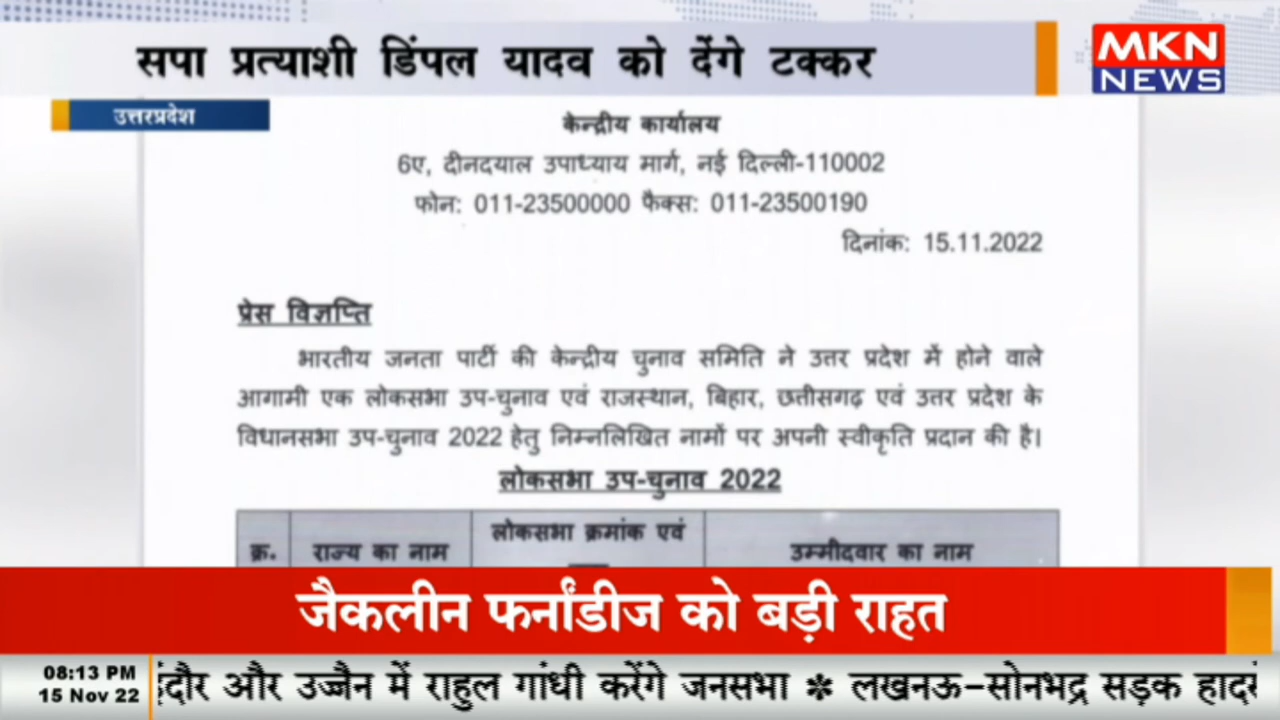 सपा प्रत्याशी डिंपल यादव को देंगे टक्कर
MKN
NEWS
उत्तरप्रदेश
केन्द्रीय कार्यालय
6ए, दीनदयाल उपाध्याय मार्ग, नई दिल्ली-110002
फोन: 011-23500000 फैक्स: 011-23500190
दिनांक: 15.11.2022
प्रेस विज्ञप्ति
भारतीय जनता पार्टी की केन्द्रीय चुनाव समिति ने उत्तर प्रदेश में होने वाले
आगामी एक लोकसभा उप-चुनाव एवं राजस्थान, बिहार, छत्तीसगढ़ एवं उत्तर प्रदेश के
विधानसभा उप-चुनाव 2022 हेतु निम्नलिखित नामों पर अपनी स्वीकृति प्रदान की है।
लोकसभा उप-चुनाव 2022
क्र. राज्य का नाम लोकसभा क्रमांक एवं उम्मीदवार का नाम
जैकलीन फर्नांडीज को बड़ी राहत
08:13 PM
15 Nov 22
और उज्जैन में राहुल गांधी करेंगे जनसभा * लखनऊ-सोनभद्र सड़क